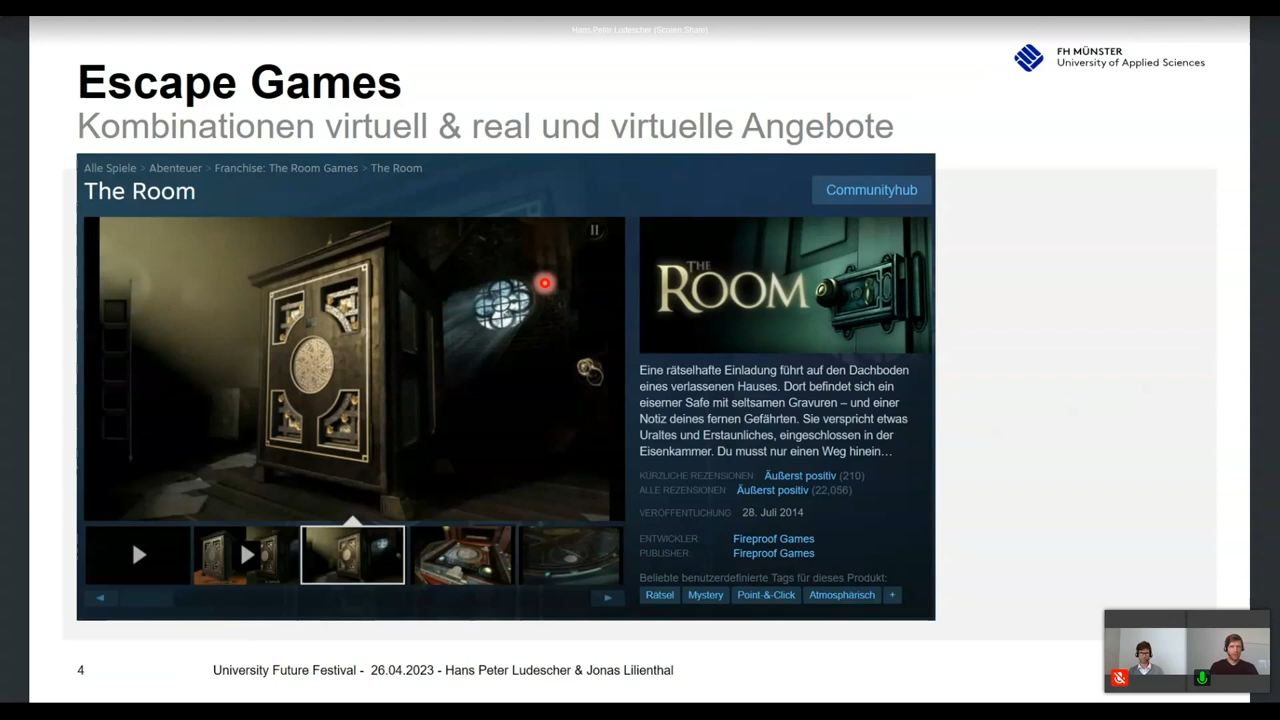 Hans Peter Ludescher (Screen Share)
FH MÜNSTER
University of Applied Sciences
Escape Games
Kombinationen virtuell & real und virtuelle Angebote
Alle Spiele > Abenteuer > Franchise: The Room Games > The Room
The Room
Communityhub
THE ROOM
Eine rätselhafte Einladung führt auf den Dachboden
eines verlassenen Hauses. Dort befindet sich ein
eiserner Safe mit seltsamen Gravuren – und einer
Notiz deines fernen Gefährten. Sie verspricht etwas
Uraltes und Erstaunliches, eingeschlossen in der
Eisenkammer. Du musst nur einen Weg hinein…
KÜRZLICHE REZENSIONEN Äußerst positiv (210)
ALLE REZENSIONEN Äußerst positiv (22,056)
VERÖFFENTLICHUNG 28. Juli 2014
ENTWICKLER: Fireproof Games
PUBLISHER: Fireproof Games
Beliebte benutzerdefinierte Tags für dieses Produkt:
Rätsel Mystery Point-&-Click Atmosphärisch +
4 University Future Festival - 26.04.2023 - Hans Peter Ludescher & Jonas Lilienthal